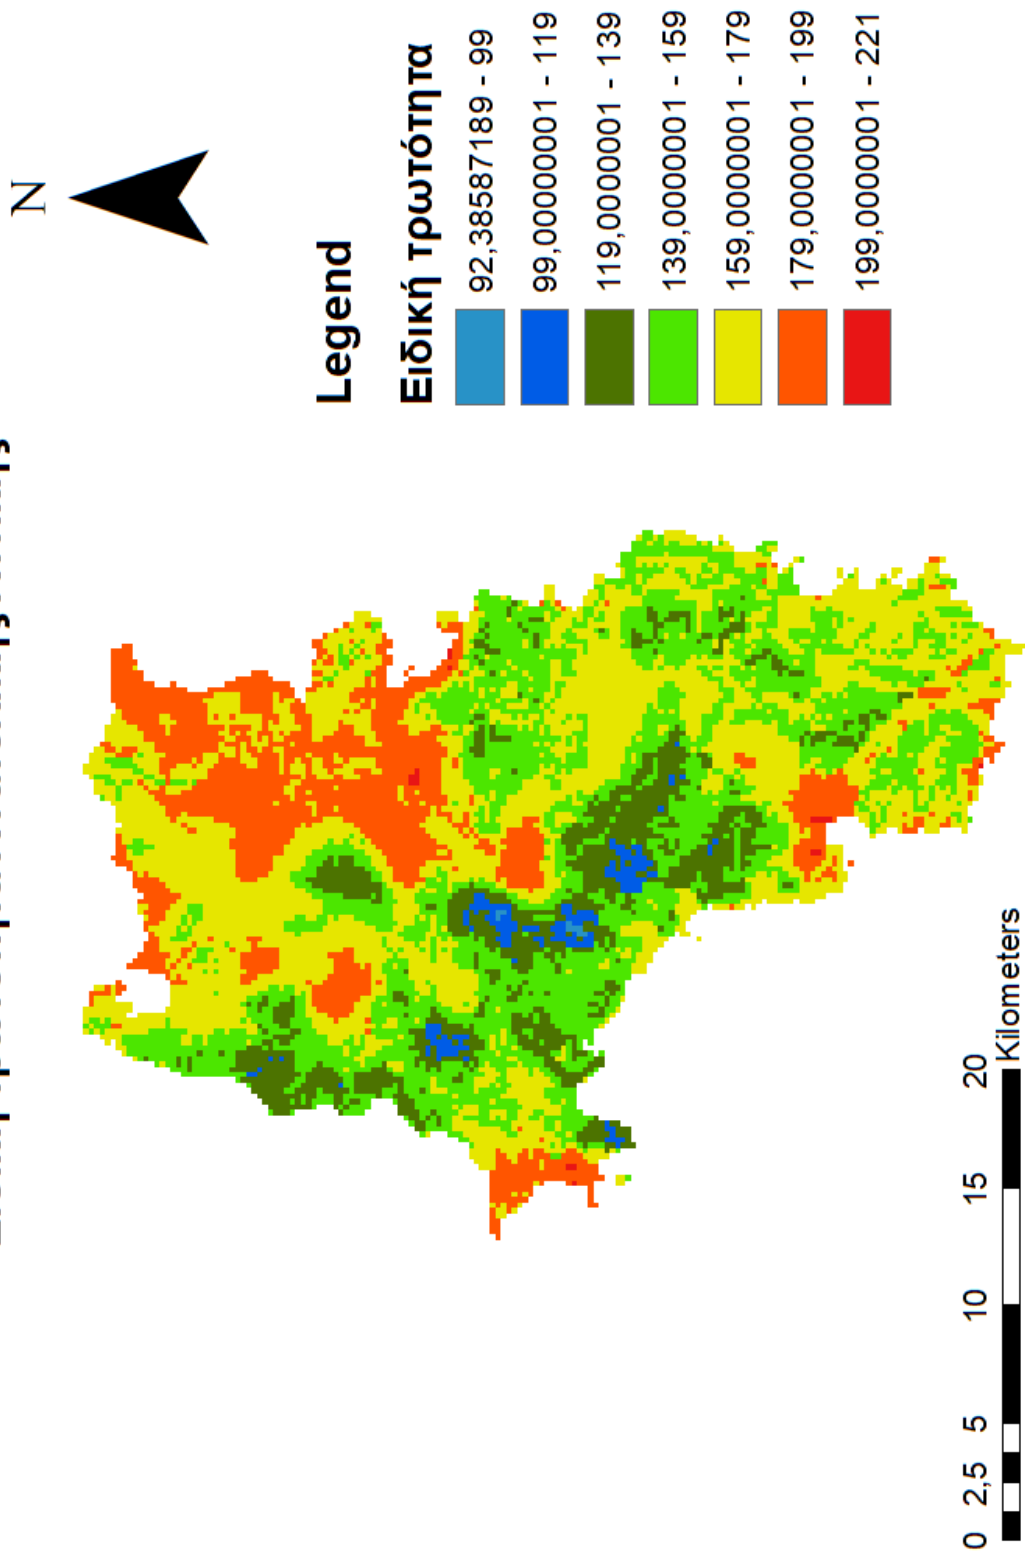 N
Legend
Ειδική τρωτότητα
92,38587189 - 99
99,00000001 - 119
119,0000001 - 139
139,0000001 - 159
159,0000001 - 179
179,0000001 - 199
199,0000001 - 221
0 2,5 5 10 15 20
Kilometers